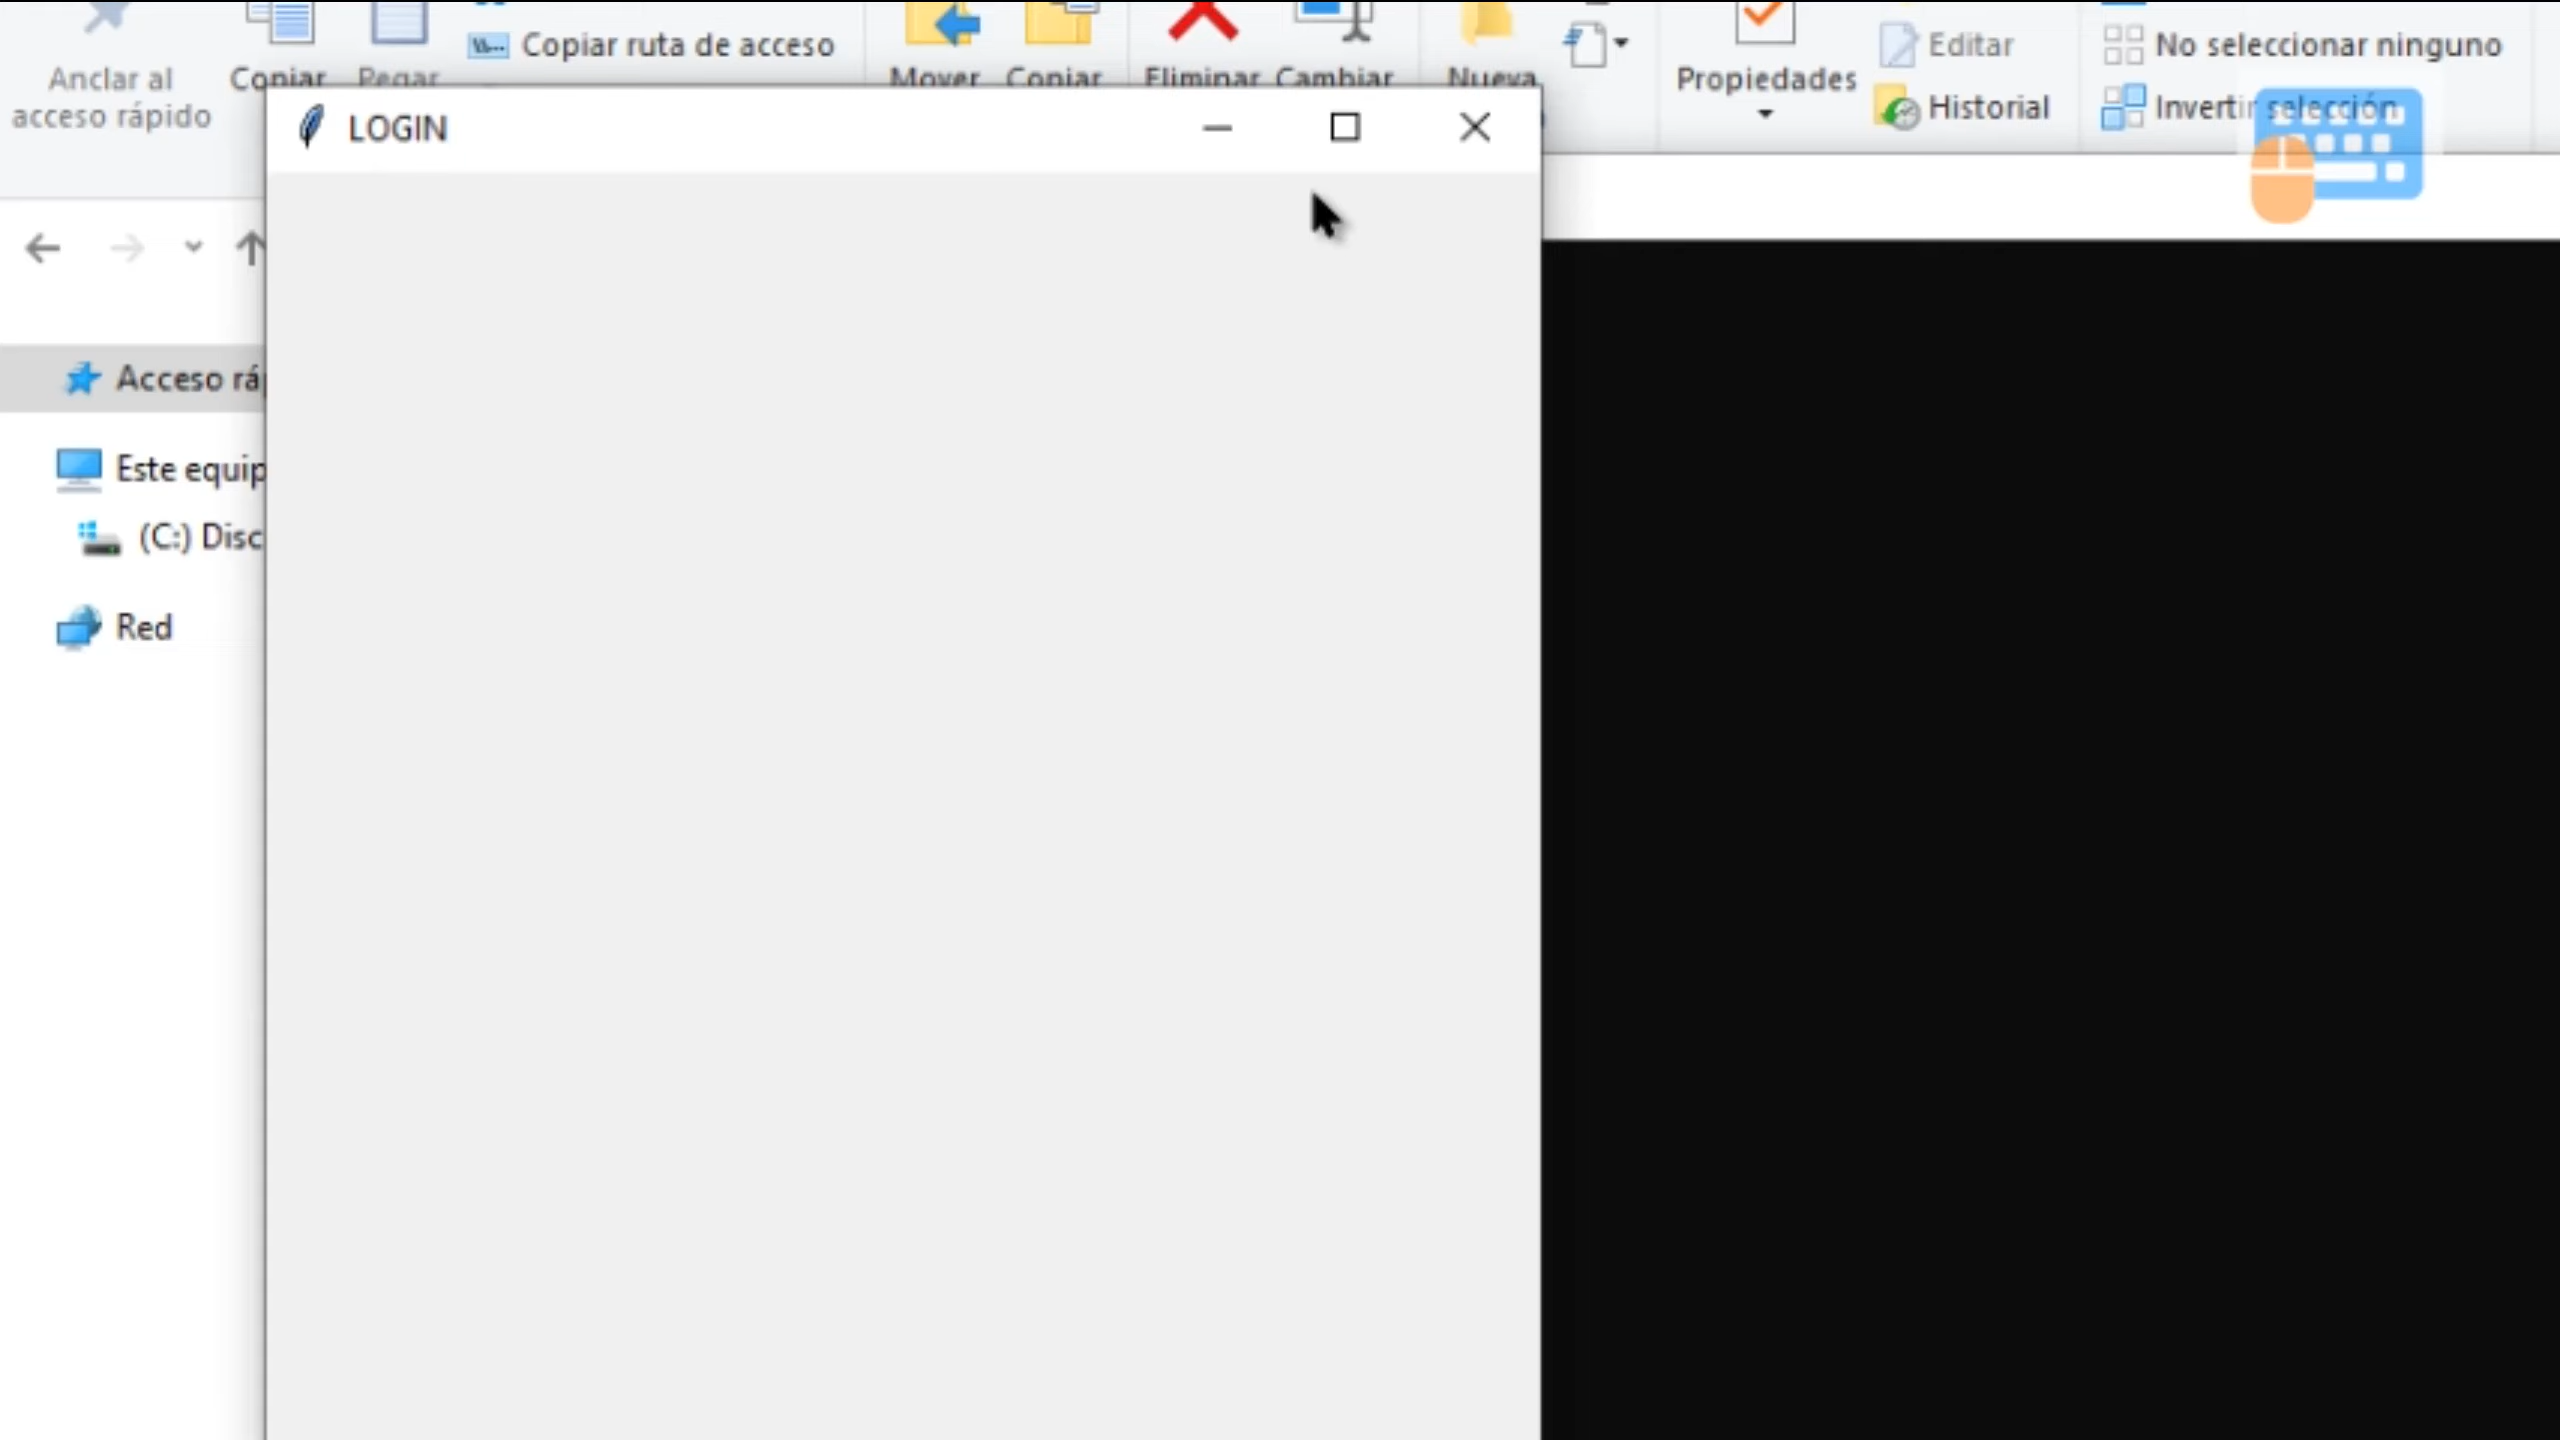 Copiar ruta de acceso
Editar
No seleccionar ninguno
Anclar al
acceso rápido
Copiar
Pegar
Mover
Copiar
Eliminar
Cambiar
Nueva
Propiedades
Historial
Invertir selección
LOGIN
Acceso ráp
Este equip
(C:) Disc
Red